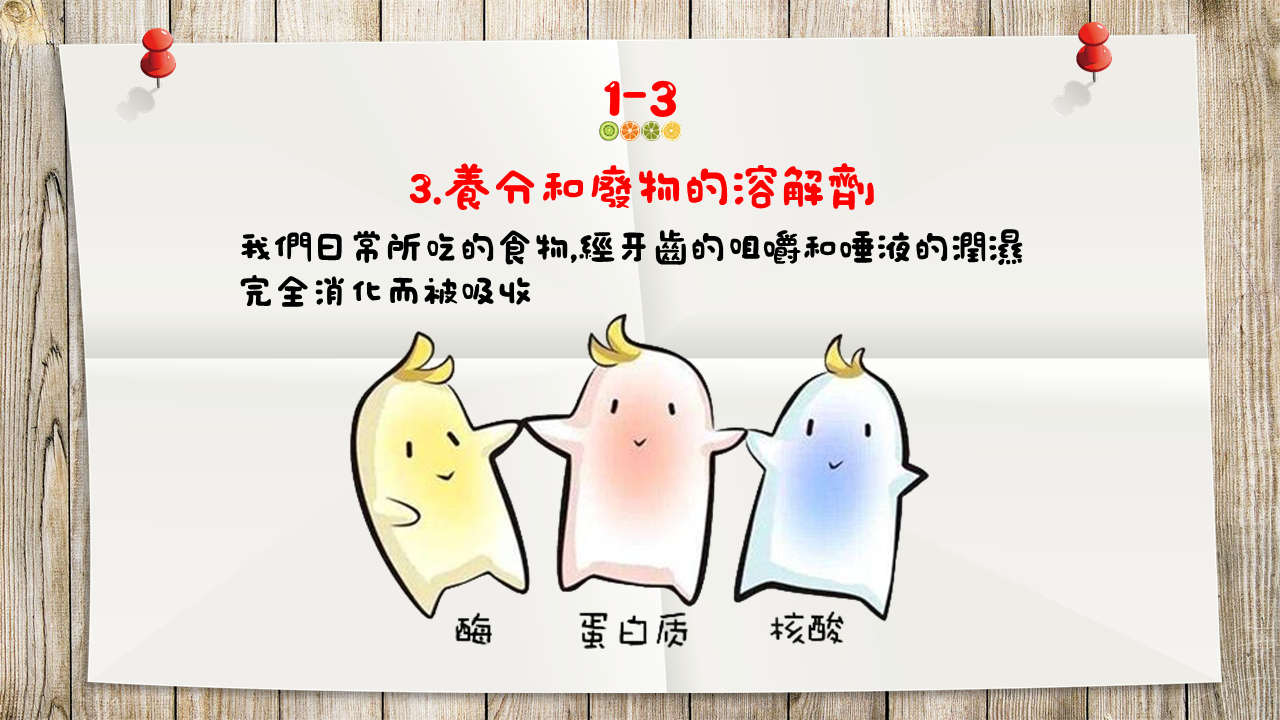 1-3
3.養分和廢物的溶解劑
我們日常所吃的食物,經牙齒的咀嚼和唾液的潤濕
完全消化而被吸收
酶 蛋白质 核酸